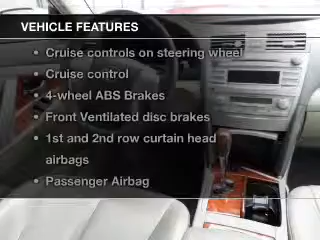 VEHICLE FEATURES
• Cruise controls on steering wheel
• Cruise control
• 4-wheel ABS Brakes
• Front Ventilated disc brakes
• 1st and 2nd row curtain head
airbags
• Passenger Airbag